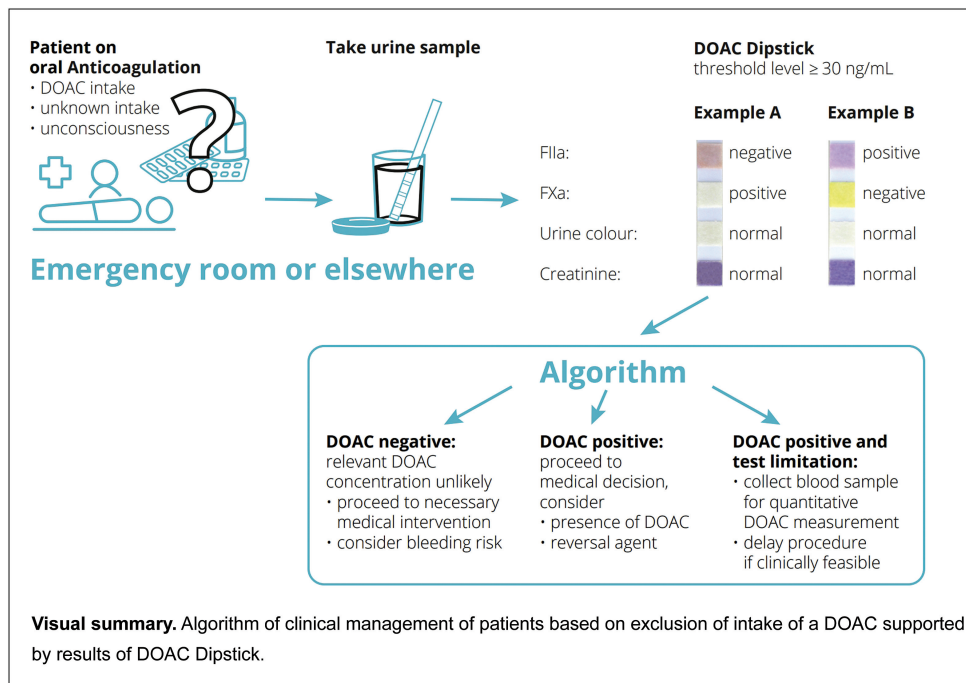 Patient on
oral Anticoagulation
· DOAC intake
· unknown intake
· unconsciousness
?
Take urine sample
DOAC Dipstick
threshold level ≥ 30 ng/mL
Example A
Example B
FIIa:
negative
positive
FXa:
positive
negative
Urine colour:
normal
normal
Creatinine:
normal
normal
Emergency room or elsewhere
Algorithm
DOAC negative:
relevant DOAC
concentration unlikely
• proceed to necessary
medical intervention
• consider bleeding risk
DOAC positive:
proceed to
medical decision,
consider
• presence of DOAC
• reversal agent
DOAC positive and
test limitation:
• collect blood sample
for quantitative
DOAC measurement
• delay procedure
if clinically feasible
Visual summary. Algorithm of clinical management of patients based on exclusion of intake of a DOAC supported
by results of DOAC Dipstick.